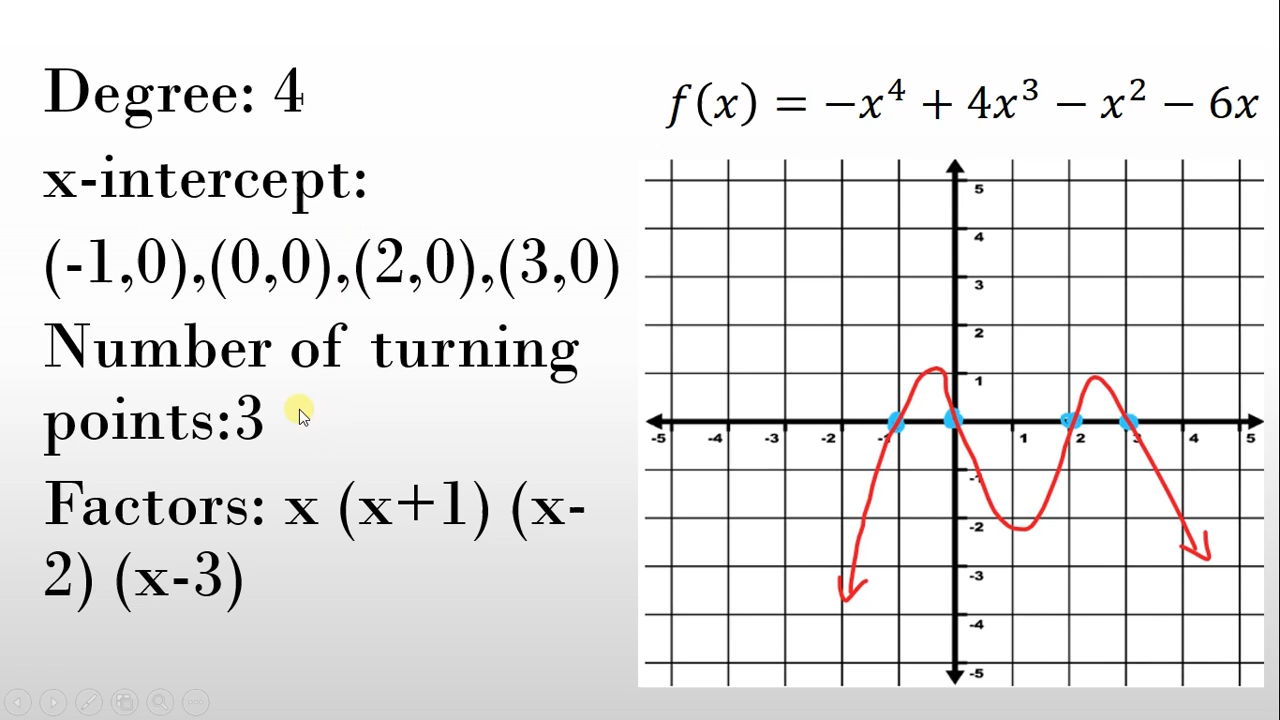 Degree: 4
x-intercept:
(-1,0),(0,0),(2,0),(3,0)
Number of turning
points:3
Factors: x (x+1) (x-
2) (x-3)
f(x) = −x⁴ + 4x³ − x² − 6x
5
4
3
2
1
-5 -4 -3 -2 -1 1 2 3 4 5
-1
-2
-3
-4
-5